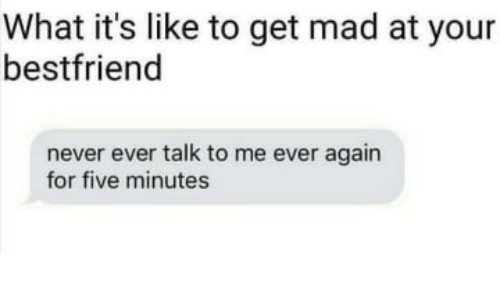 What it's like to get mad at your
bestfriend
never ever talk to me ever again
for five minutes